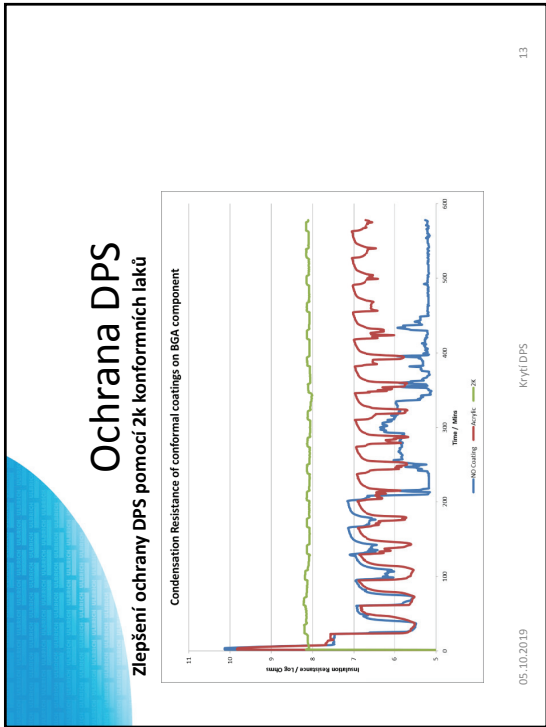 Ochrana DPS
Zlepšení ochrany DPS pomocí 2k konformních laků
Condensation Resistance of conformal coatings on BGA component
Insulation Resistance / Log Ohms
11
10
9
8
7
6
5
0
100
200
300
400
500
600
Time / Mins
NO Coating Acrylic 2K
05.10.2019 Krytí DPS 13